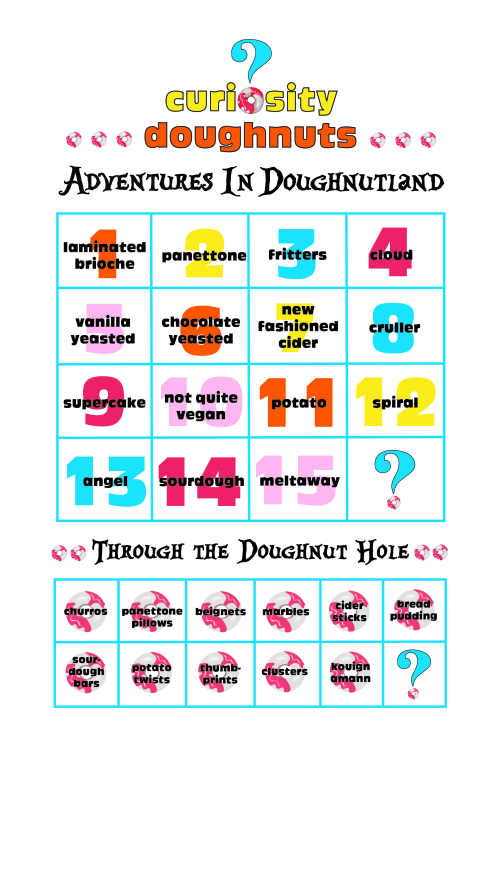 ?
curiosity
doughnuts
Adventures In Doughnutland
1 laminated brioche
2 panettone
3 fritters
4 cloud
5 vanilla yeasted
6 chocolate yeasted
7 new fashioned cider
8 cruller
9 supercake
10 not quite vegan
11 potato
12 spiral
13 angel
14 sourdough
15 meltaway
?
Through the Doughnut Hole
churros
panettone pillows
beignets
marbles
cider sticks
bread pudding
sour-dough bars
potato twists
thumb-prints
clusters
kouign amann
?